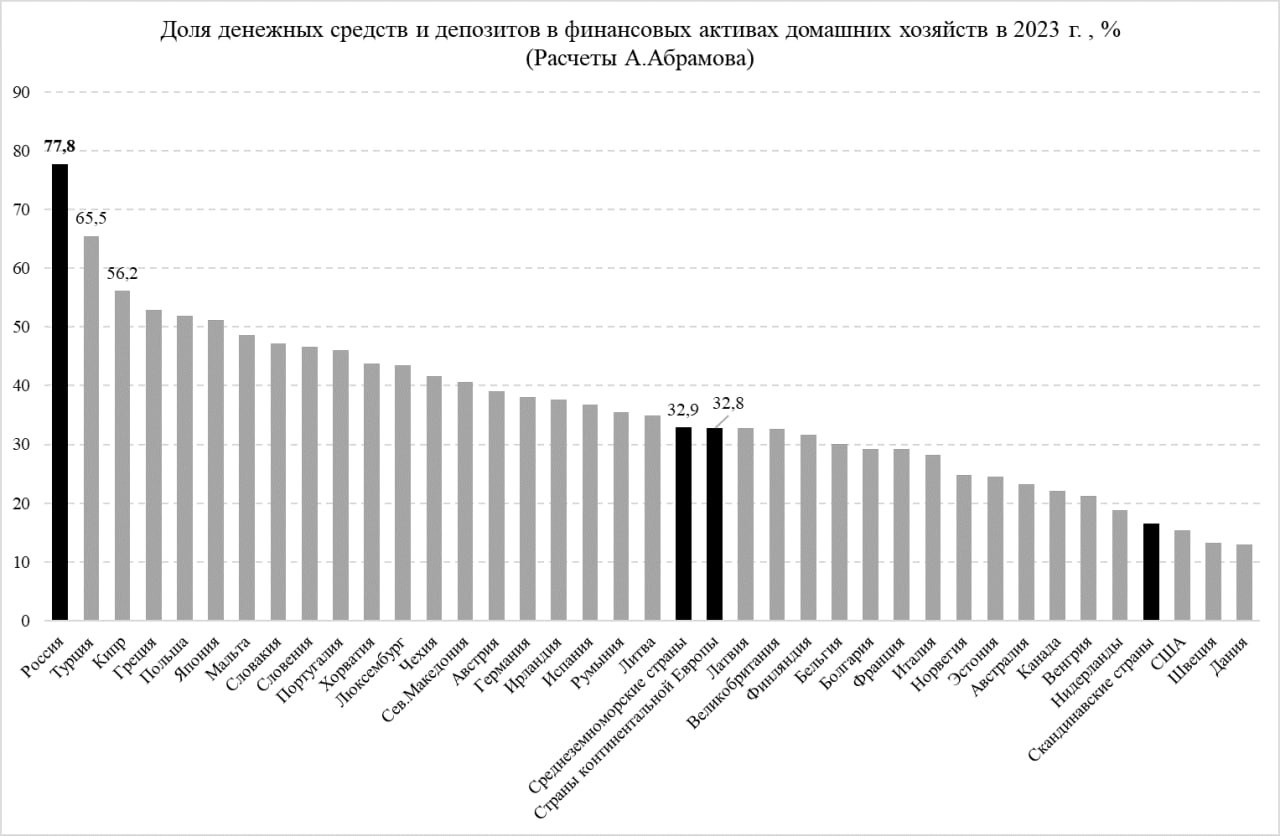 Доля денежных средств и депозитов в финансовых активах домашних хозяйств в 2023 г. , %
(Расчеты А.Абрамова)
90
80
70
60
50
40
30
20
10
0
77,8
65,5
56,2
32,9
32,8
Россия
Турция
Кипр
Греция
Польша
Япония
Мальта
Словакия
Словения
Португалия
Хорватия
Люксембург
Чехия
Сев.Македония
Австрия
Германия
Ирландия
Испания
Румыния
Литва
Среднеземноморские страны
Страны континентальной Европы
Латвия
Великобритания
Финляндия
Бельгия
Болгария
Франция
Италия
Норвегия
Эстония
Австралия
Канада
Венгрия
Нидерланды
Скандинавские страны
США
Швеция
Дания